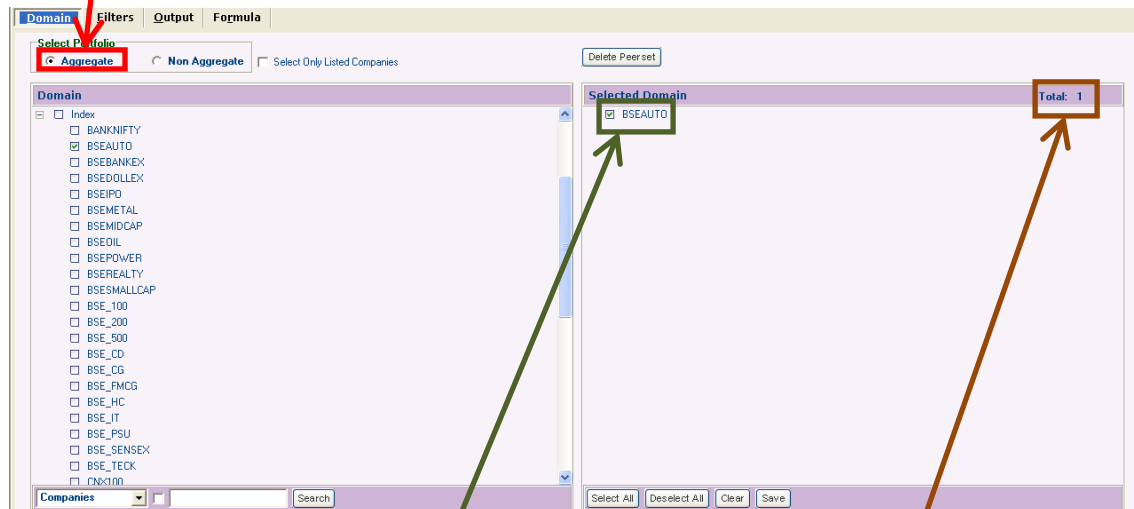 Domain Filters Output Formula
Select Portfolio
Aggregate Non Aggregate Select Only Listed Companies
Delete Peerset
Domain
Index
BANKNIFTY
BSEAUTO
BSEBANKEX
BSEDOLLEX
BSEIPO
BSEMETAL
BSEMIDCAP
BSEOIL
BSEPOWER
BSEREALTY
BSESMALLCAP
BSE_100
BSE_200
BSE_500
BSE_CD
BSE_CG
BSE_FMCG
BSE_HC
BSE_IT
BSE_PSU
BSE_SENSEX
BSE_TECK
CNX100
Companies Search
Selected Domain Total: 1
BSEAUTO
Select All Deselect All Clear Save